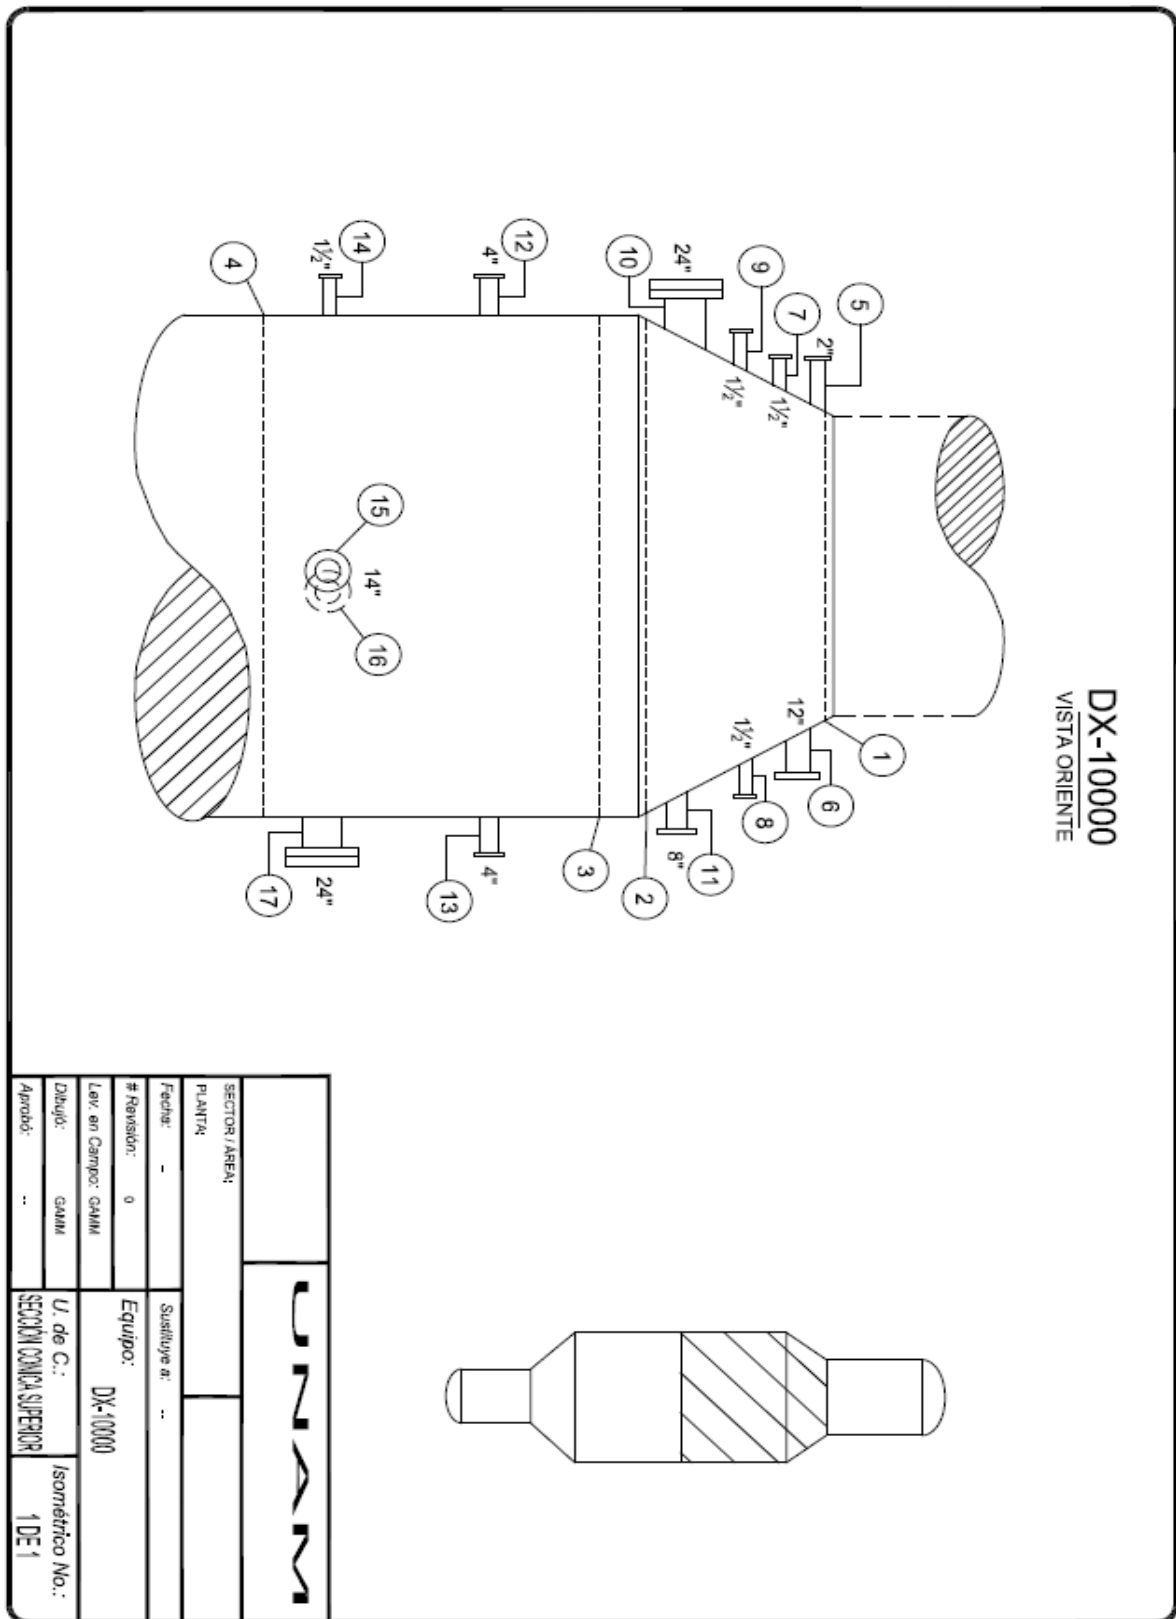 DX-10000
VISTA ORIENTE
5
2"
7
1½"
9
1½"
24"
10
12
4"
14
1½"
4
1
12"
6
1½"
8
11
8"
2
3
4"
13
24"
17
15
14"
16
UNAM
SECTOR / ÁREA:
PLANTA:
Fecha: -
Sustituye a: --
# Revisión: 0
Equipo:
DX-10000
Lev. en Campo: GAMM
Dibujó: GAMM
U. de C.:
SECCIÓN CONICA SUPERIOR
Isométrico No.:
1 DE 1
Aprobó: --